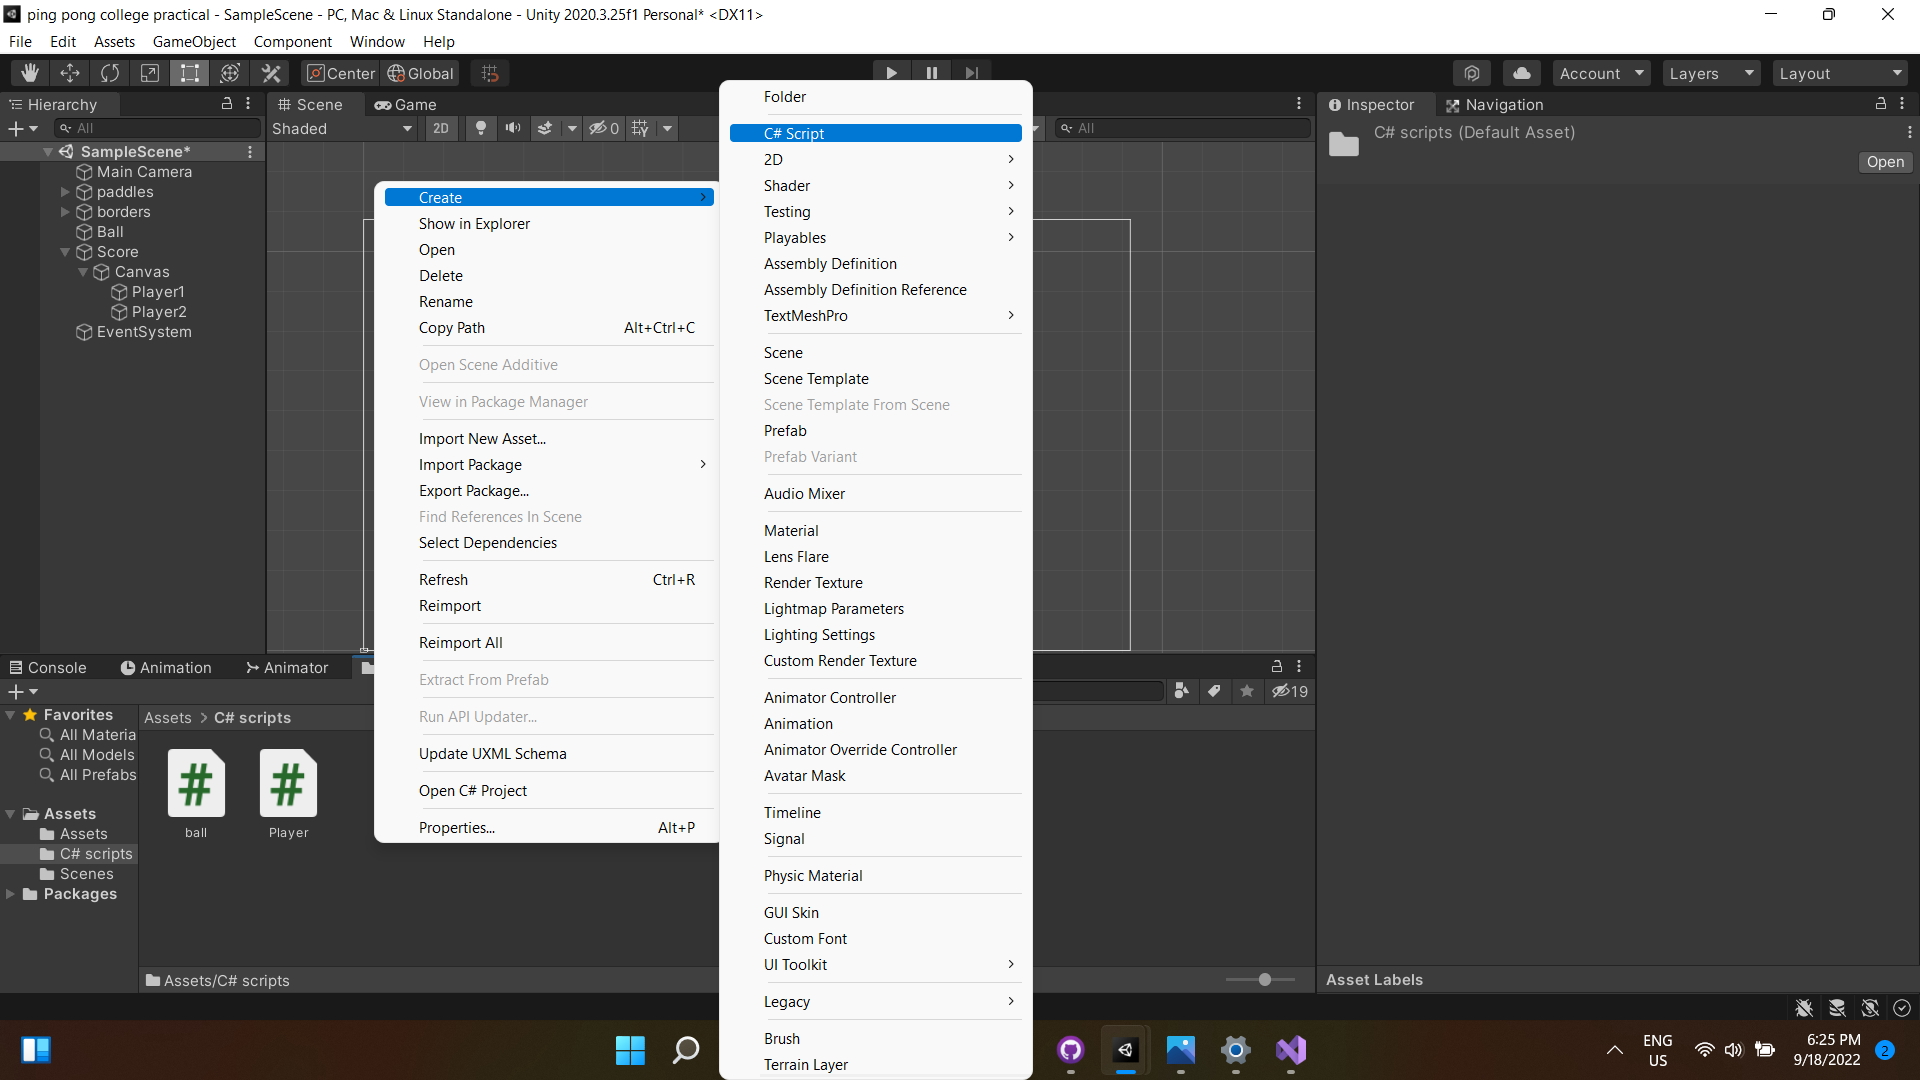 ping pong college practical - SampleScene - PC, Mac & Linux Standalone - Unity 2020.3.25f1 Personal* <DX11>
File Edit Assets GameObject Component Window Help
Center Global Account Layers Layout
Hierarchy
All
SampleScene*
Main Camera
paddles
borders
Ball
Score
Canvas
Player1
Player2
EventSystem
Scene Game
Shaded 2D 0 All
Create
Show in Explorer
Open
Delete
Rename
Copy Path Alt+Ctrl+C
Open Scene Additive
View in Package Manager
Import New Asset...
Import Package
Export Package...
Find References In Scene
Select Dependencies
Refresh Ctrl+R
Reimport
Reimport All
Extract From Prefab
Run API Updater...
Update UXML Schema
Open C# Project
Properties... Alt+P
Folder
C# Script
2D
Shader
Testing
Playables
Assembly Definition
Assembly Definition Reference
TextMeshPro
Scene
Scene Template
Scene Template From Scene
Prefab
Prefab Variant
Audio Mixer
Material
Lens Flare
Render Texture
Lightmap Parameters
Lighting Settings
Custom Render Texture
Animator Controller
Animation
Animator Override Controller
Avatar Mask
Timeline
Signal
Physic Material
GUI Skin
Custom Font
UI Toolkit
Legacy
Brush
Terrain Layer
Inspector Navigation
C# scripts (Default Asset)
Open
Asset Labels
Console Animation Animator
19
Favorites
All Materia
All Models
All Prefabs
Assets
Assets
C# scripts
Scenes
Packages
Assets > C# scripts
#
ball
#
Player
Assets/C# scripts
ENG
US
6:25 PM
9/18/2022
2